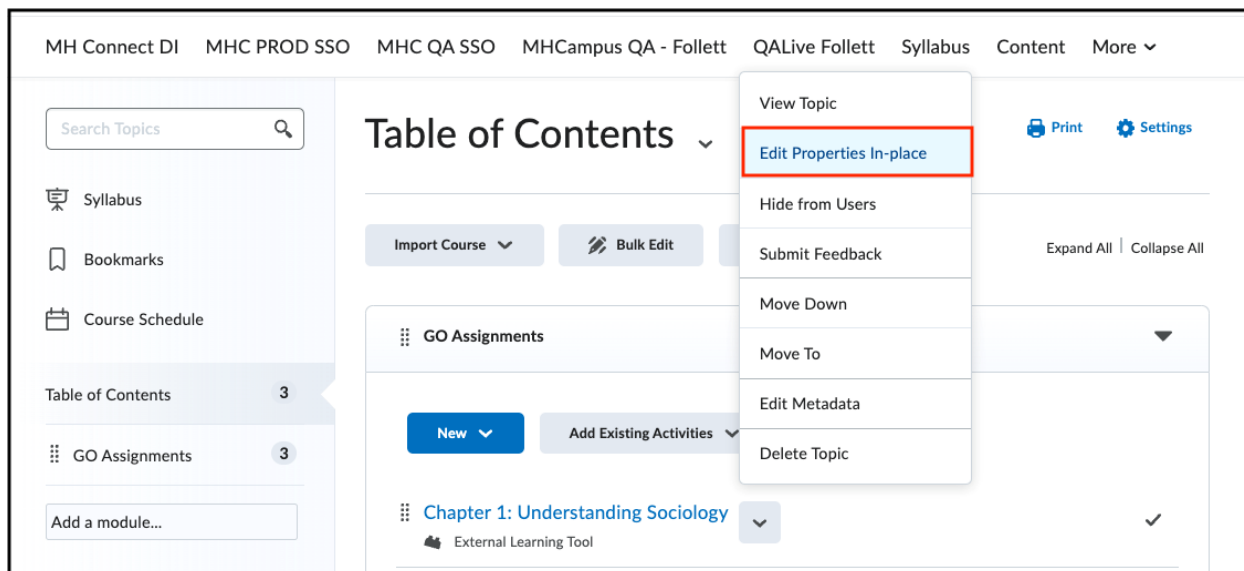 MH Connect DI MHC PROD SSO MHC QA SSO MHCampus QA - Follett QALive Follett Syllabus Content More
Search Topics
Syllabus
Bookmarks
Course Schedule
Table of Contents 3
GO Assignments 3
Add a module...
Table of Contents
Print Settings
Import Course Bulk Edit
Expand All | Collapse All
GO Assignments
New Add Existing Activities
Chapter 1: Understanding Sociology
External Learning Tool
View Topic
Edit Properties In-place
Hide from Users
Submit Feedback
Move Down
Move To
Edit Metadata
Delete Topic